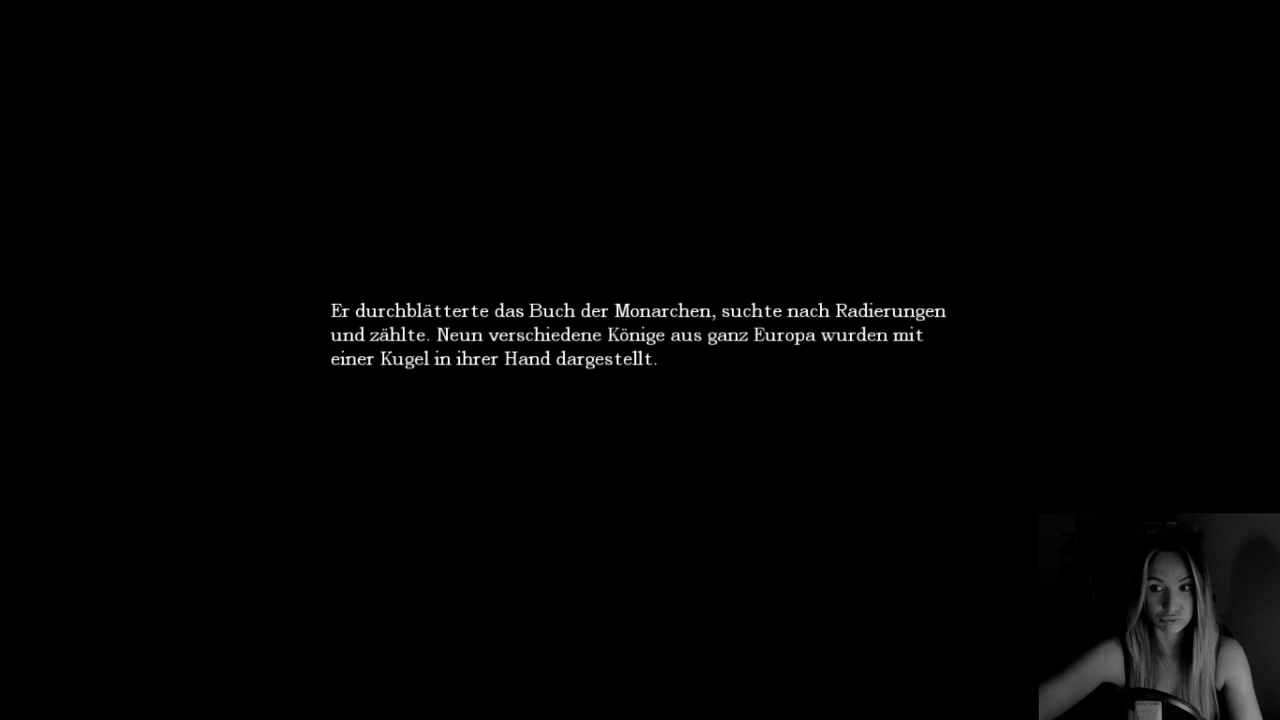 Er durchblätterte das Buch der Monarchen, suchte nach Radierungen
und zählte. Neun verschiedene Könige aus ganz Europa wurden mit
einer Kugel in ihrer Hand dargestellt.